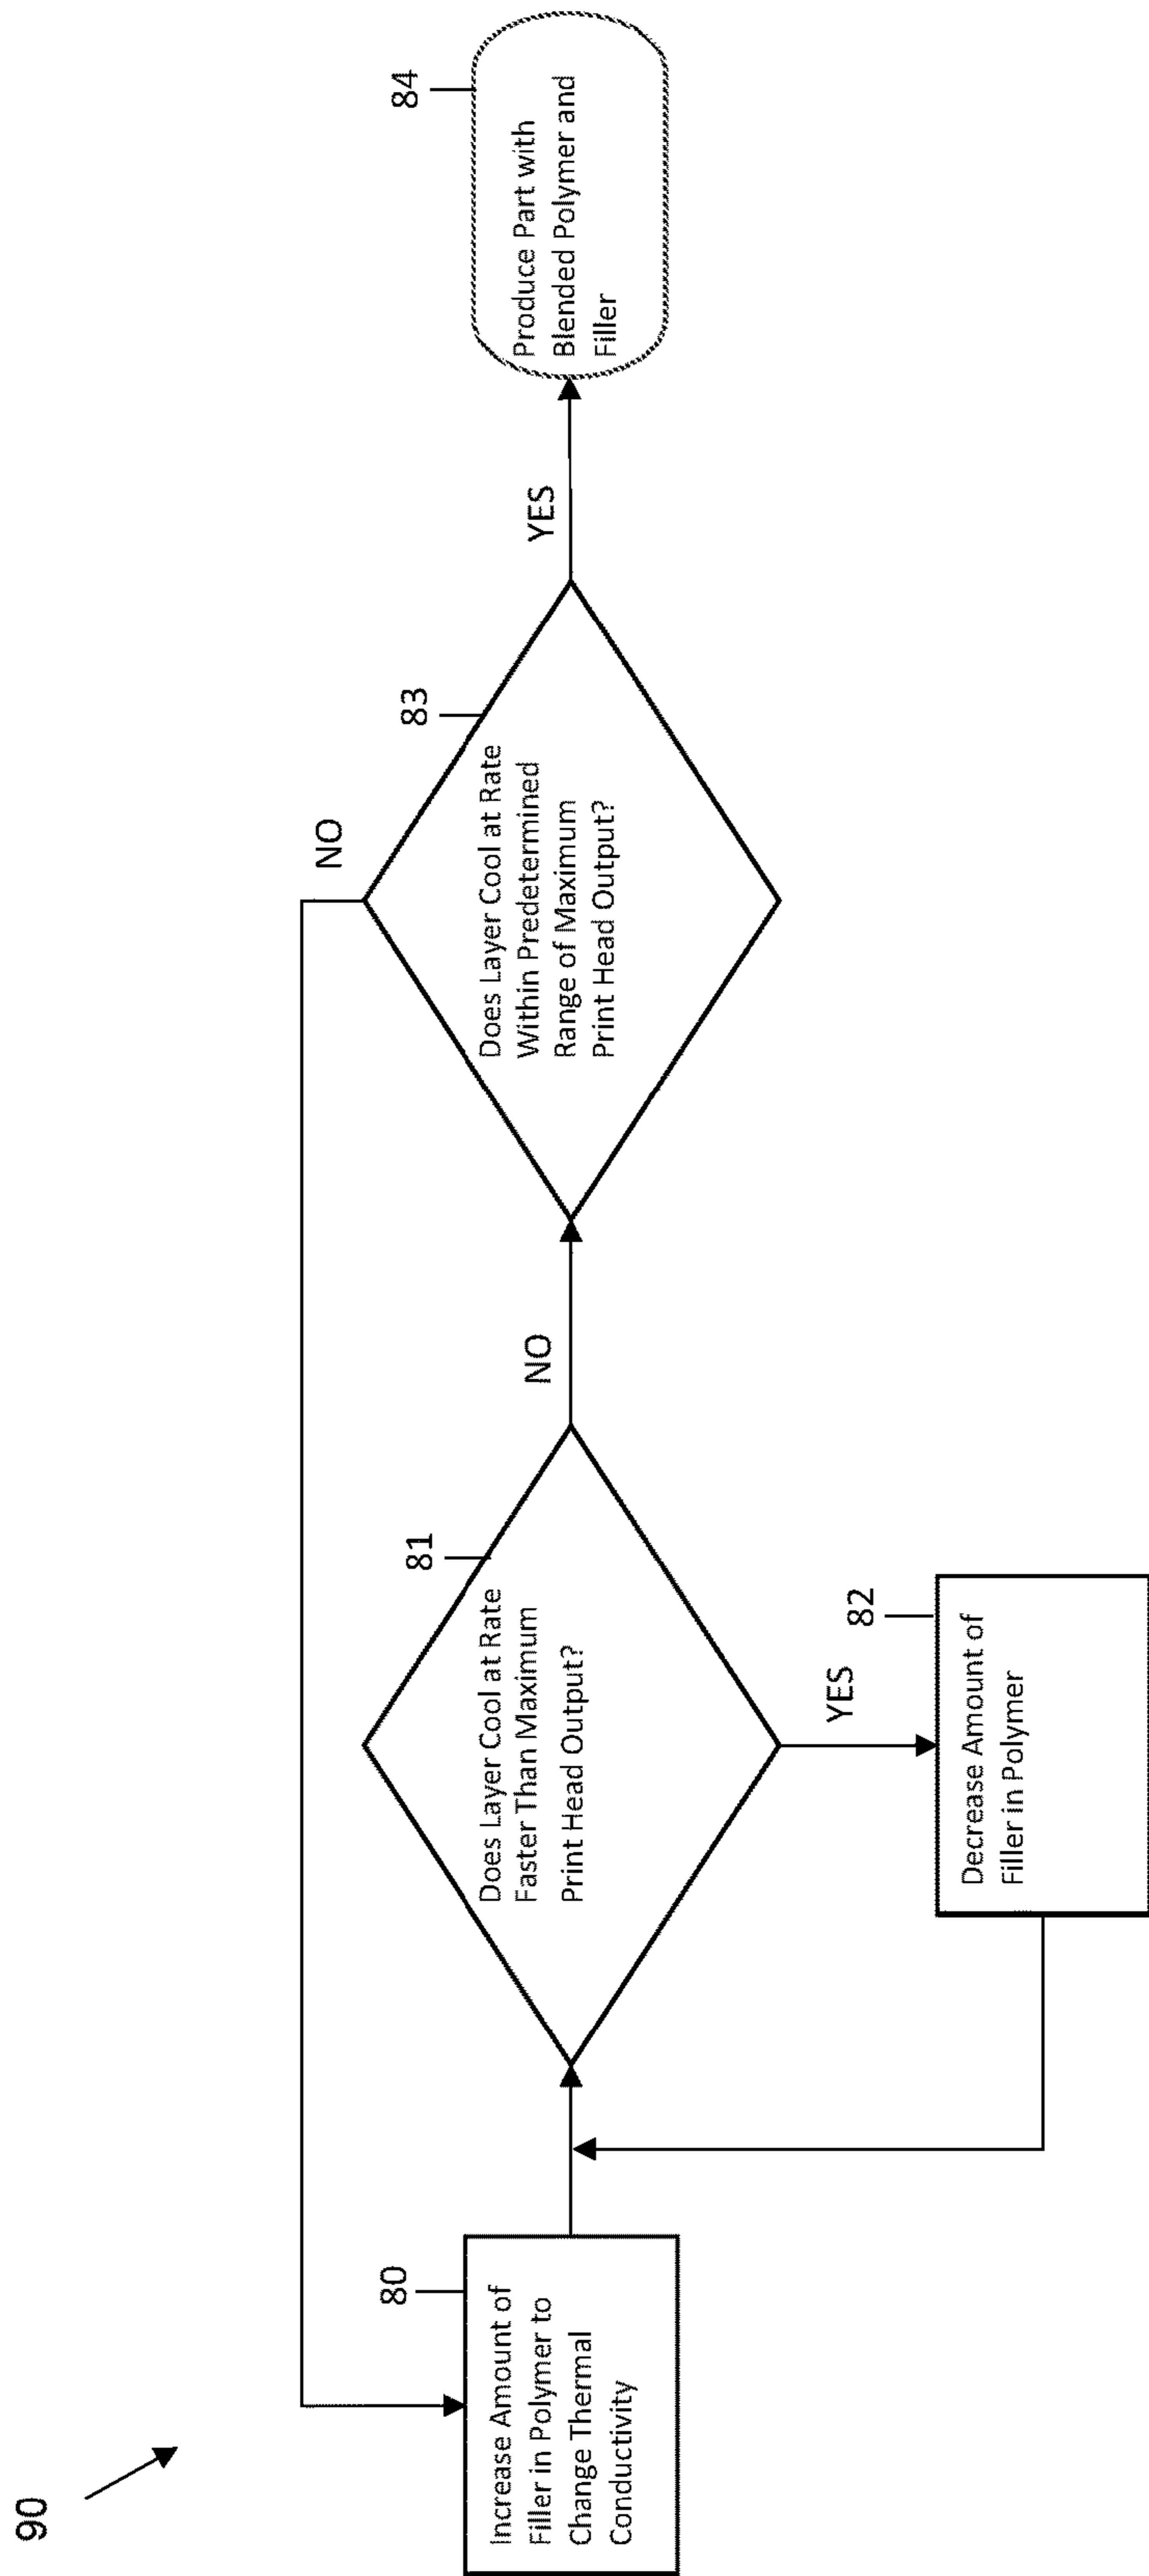 90
80
Increase Amount of
Filler in Polymer to
Change Thermal
Conductivity
81
Does Layer Cool at Rate
Faster Than Maximum
Print Head Output?
YES
82
Decrease Amount of
Filler in Polymer
NO
83
Does Layer Cool at Rate
Within Predetermined
Range of Maximum
Print Head Output?
NO
YES
84
Produce Part with
Blended Polymer and
Filler